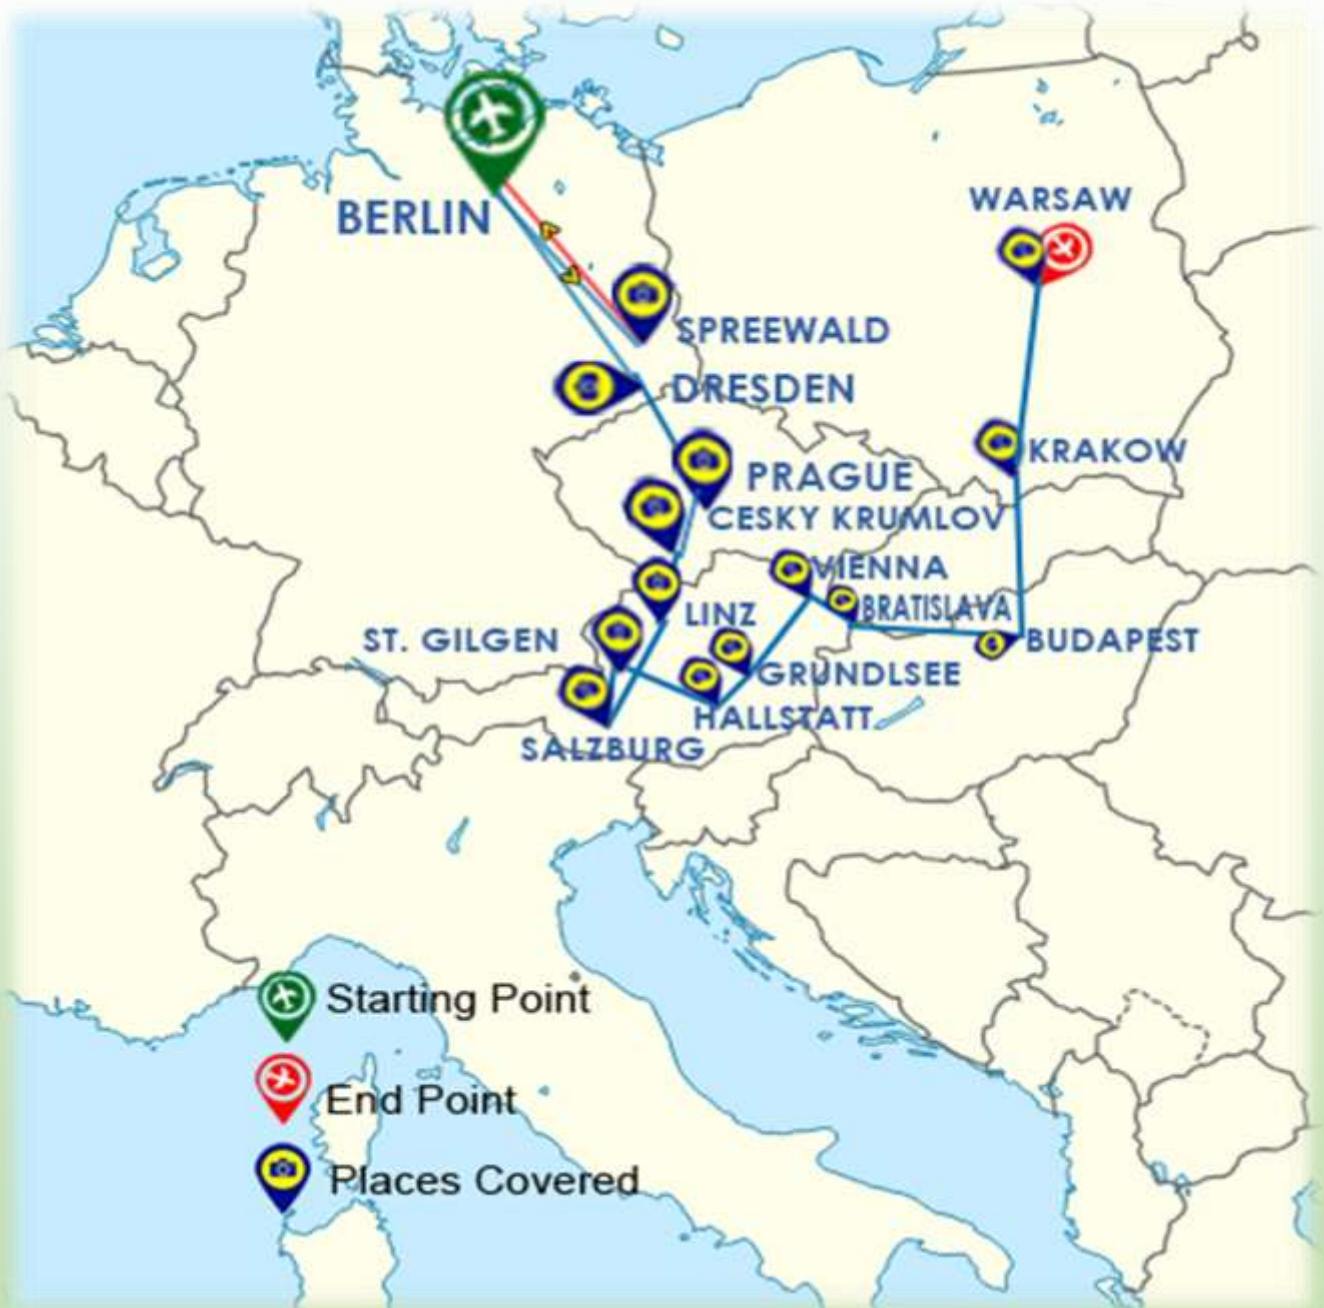 WARSAW
BERLIN
SPREEWALD
DRESDEN
KRAKOW
PRAGUE
CESKY KRUMLOV
VIENNA
BRATISLAVA
LINZ
ST. GILGEN
BUDAPEST
GRUNDLSEE
HALLSTATT
SALZBURG
Starting Point
End Point
Places Covered